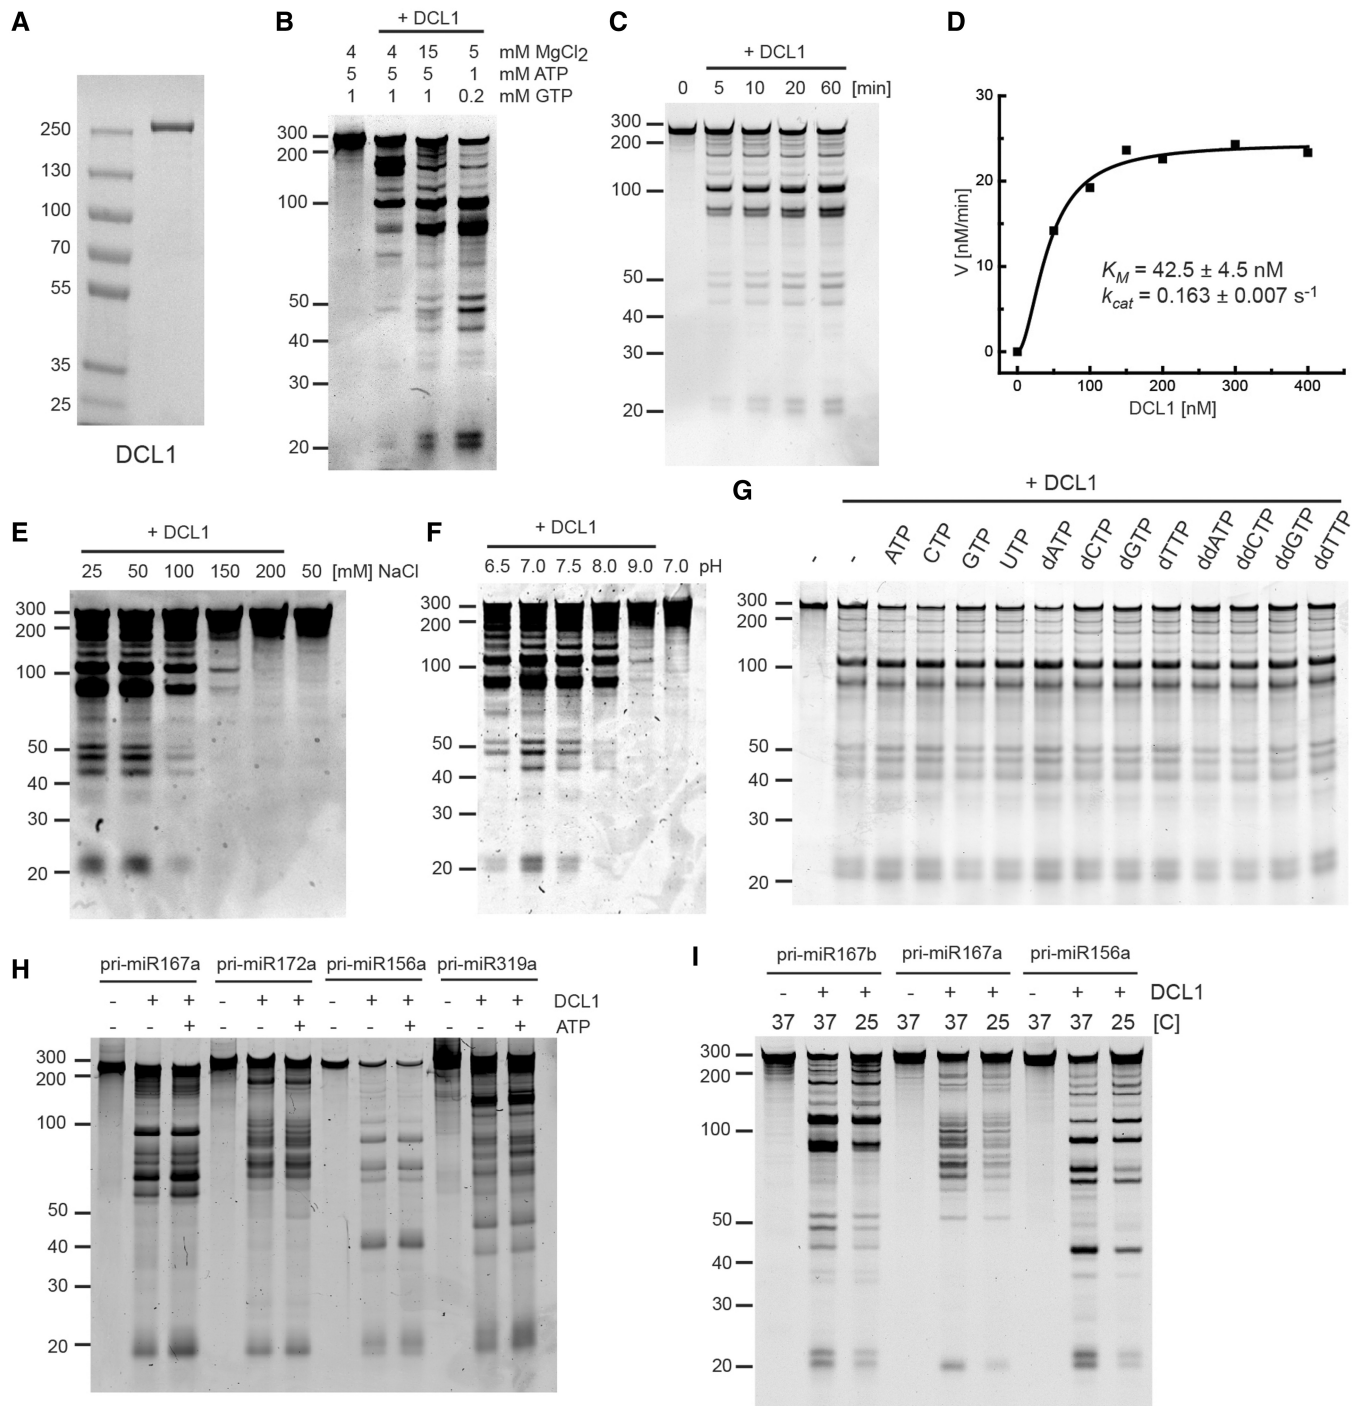 A
250
130
100
70
55
35
25
DCL1
B
+ DCL1
4 4 15 5 mM MgCl2
5 5 5 1 mM ATP
1 1 1 0.2 mM GTP
300
200
100
50
40
30
20
C
+ DCL1
0 5 10 20 60 [min]
300
200
100
50
40
30
20
D
30
20
10
0
V [nM/min]
KM = 42.5 ± 4.5 nM
kcat = 0.163 ± 0.007 s-1
0 100 200 300 400
DCL1 [nM]
E
+ DCL1
25 50 100 150 200 50 [mM] NaCl
300
200
100
50
40
30
20
F
+ DCL1
6.5 7.0 7.5 8.0 9.0 7.0 pH
300
200
100
50
40
30
20
G
+ DCL1
- - ATP CTP GTP UTP dATP dCTP dGTP dTTP ddATP ddCTP ddGTP ddTTP
300
200
100
50
40
30
20
H
pri-miR167a pri-miR172a pri-miR156a pri-miR319a
- + + - + + - + + - + + DCL1
- - + - - + - - + - - + ATP
300
200
100
50
40
30
20
I
pri-miR167b pri-miR167a pri-miR156a
- + + - + + - + + DCL1
37 37 25 37 37 25 37 37 25 [C]
300
200
100
50
40
30
20